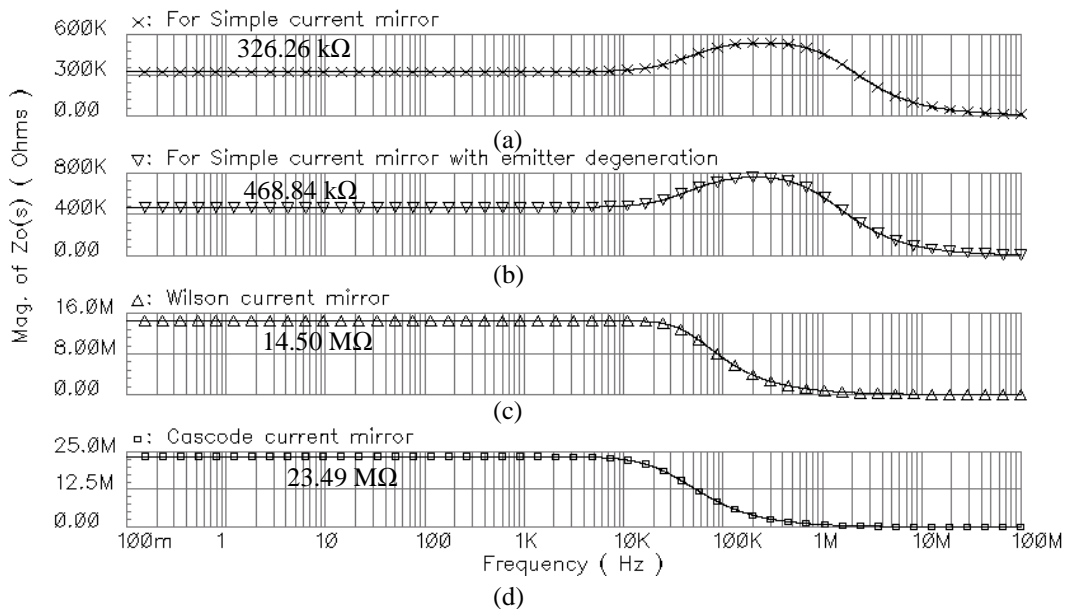 ×: For Simple current mirror
600K
326.26 kΩ
300K
0.00
(a)
▽: For Simple current mirror with emitter degeneration
800K
468.84 kΩ
400K
0.00
(b)
△: Wilson current mirror
16.0M
14.50 MΩ
8.00M
0.00
(c)
▫: Cascode current mirror
25.0M
23.49 MΩ
12.5M
0.00
100m 1 10 100 1K 10K 100K 1M 10M 100M
Frequency ( Hz )
(d)
Mag. of Zo(s) ( Ohms )